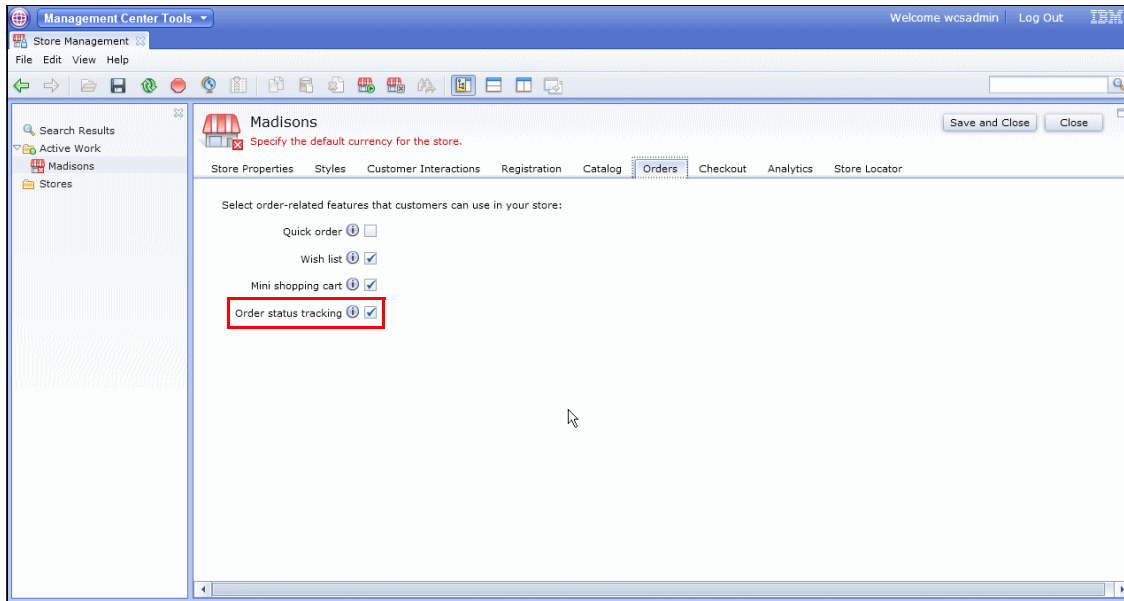 Management Center Tools
Welcome wcsadmin Log Out IBM
Store Management
File Edit View Help
Search Results
Active Work
Madisons
Stores
Madisons
Specify the default currency for the store.
Save and Close Close
Store Properties Styles Customer Interactions Registration Catalog Orders Checkout Analytics Store Locator
Select order-related features that customers can use in your store:
Quick order
Wish list
Mini shopping cart
Order status tracking